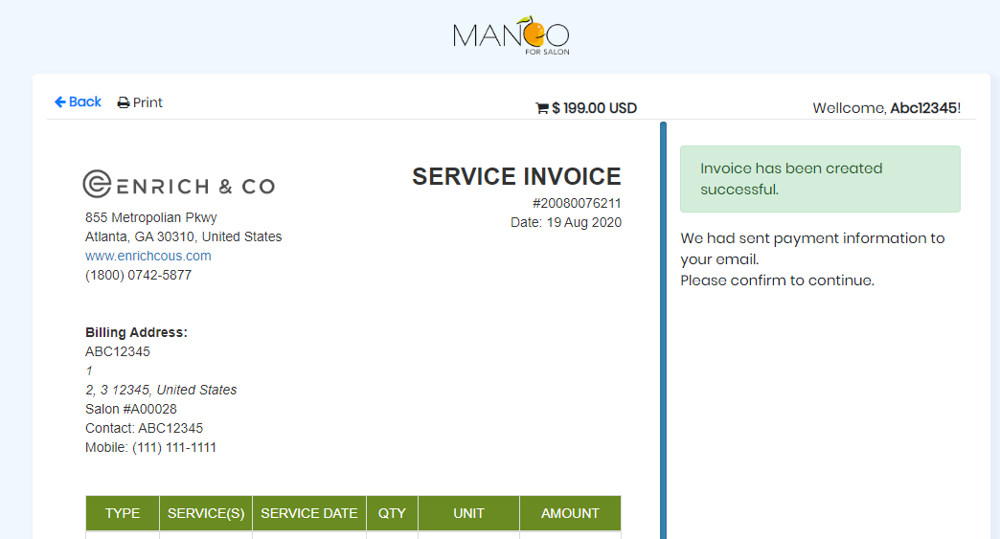 MANGO
FOR SALON
Back Print
$ 199.00 USD
Wellcome, Abc12345!
ENRICH & CO
855 Metropolian Pkwy
Atlanta, GA 30310, United States
www.enrichcous.com
(1800) 0742-5877
SERVICE INVOICE
#20080076211
Date: 19 Aug 2020
Billing Address:
ABC12345
1
2, 3 12345, United States
Salon #A00028
Contact: ABC12345
Mobile: (111) 111-1111
TYPE SERVICE(S) SERVICE DATE QTY UNIT AMOUNT
Invoice has been created
successful.
We had sent payment information to
your email.
Please confirm to continue.